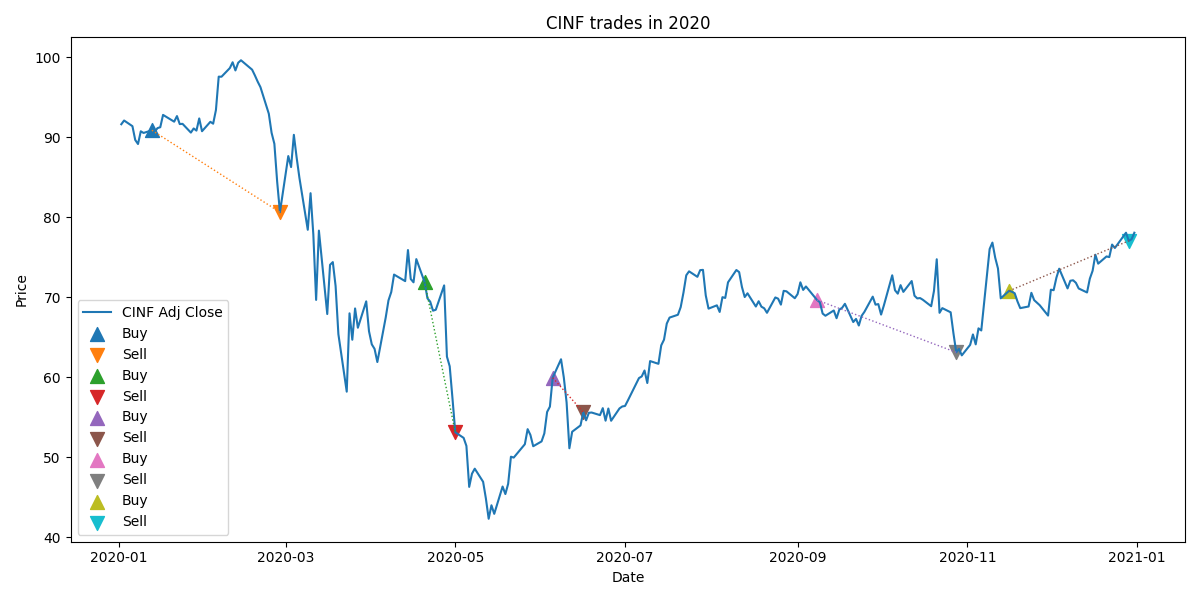 CINF trades in 2020
100
90
80
70
60
50
40
Price
CINF Adj Close
Buy
Sell
Buy
Sell
Buy
Sell
Buy
Sell
Buy
Sell
2020-01
2020-03
2020-05
2020-07
2020-09
2020-11
2021-01
Date